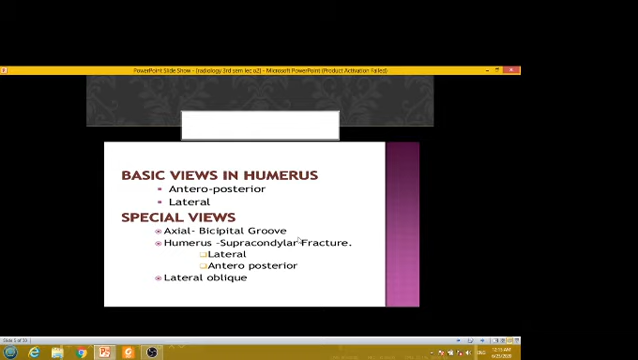 PowerPoint Slide Show - [radiology 3rd sem lec o2] - Microsoft PowerPoint (Product Activation Failed)
BASIC VIEWS IN HUMERUS
Antero-posterior
Lateral
SPECIAL VIEWS
Axial- Bicipital Groove
Humerus -Supracondylar Fracture.
Lateral
Antero posterior
Lateral oblique